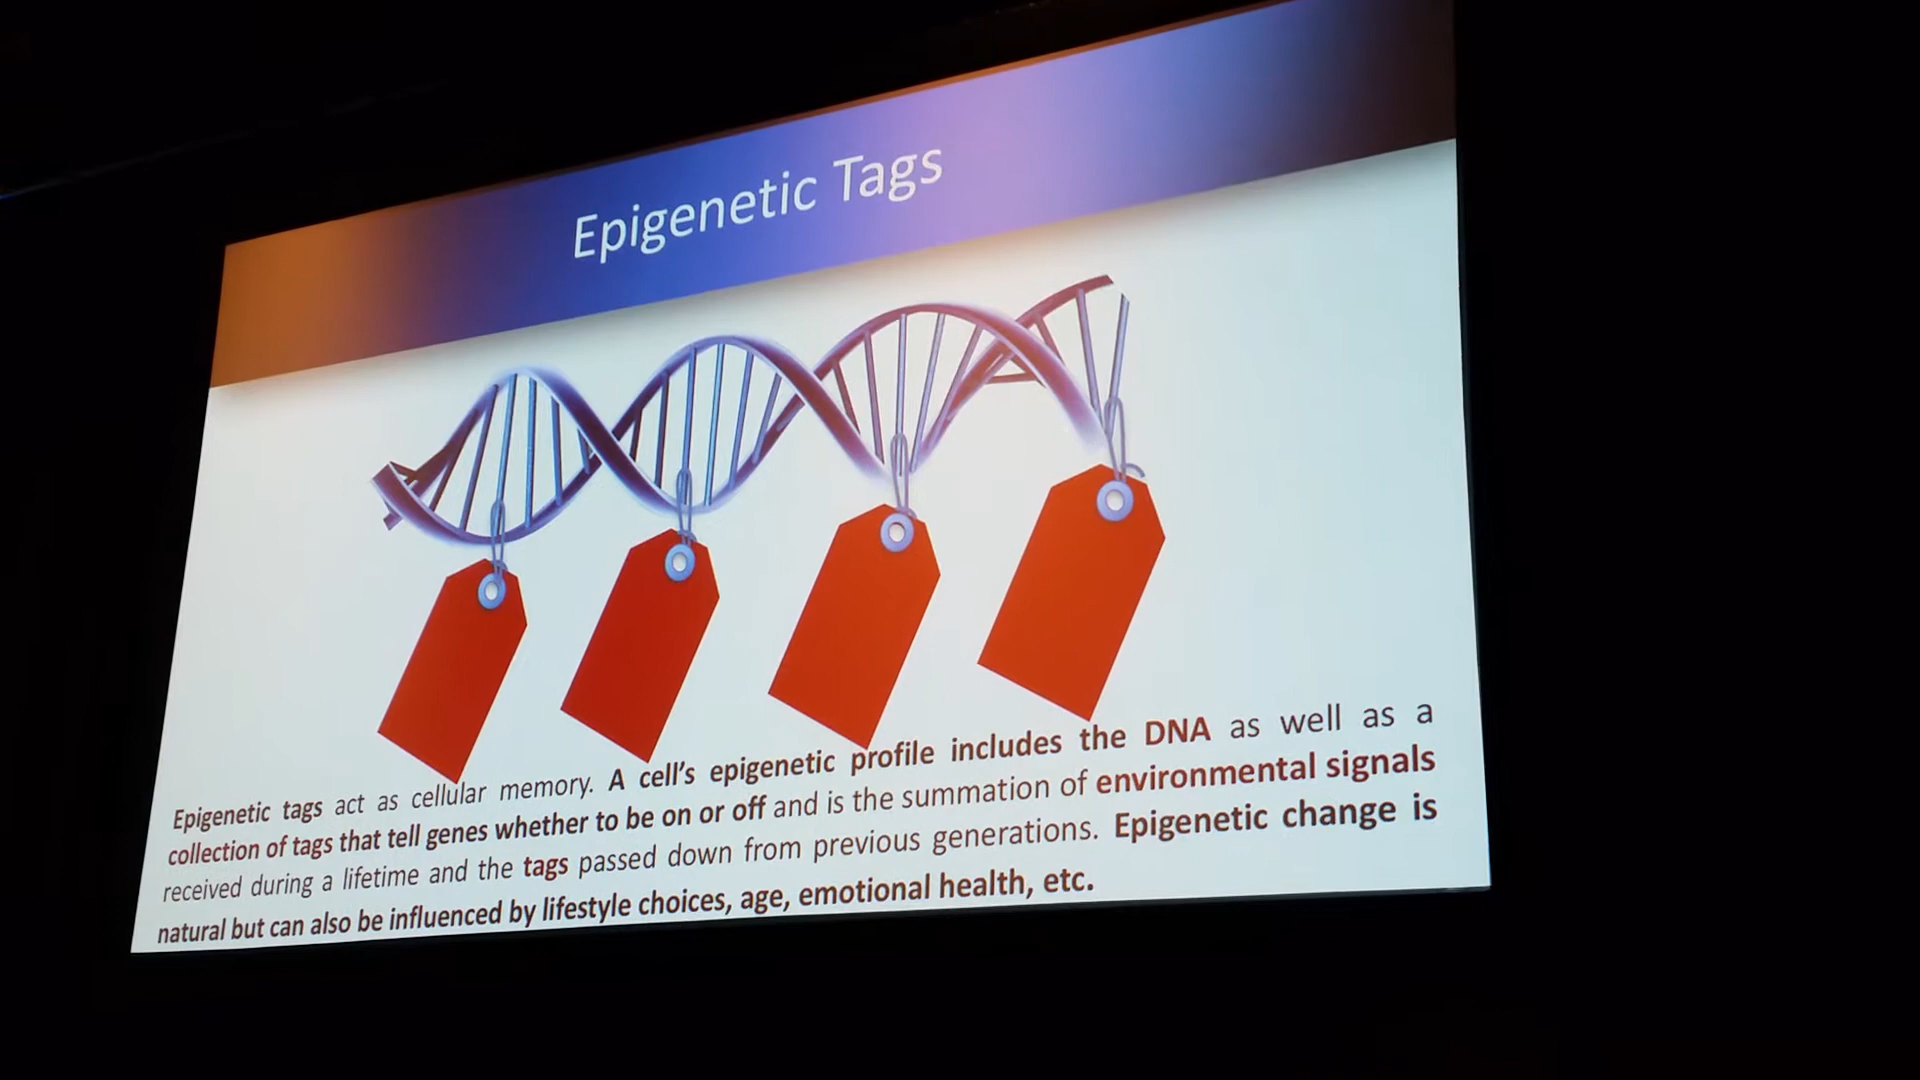 Epigenetic Tags
Epigenetic tags act as cellular memory. A cell's epigenetic profile includes the DNA as well as a
collection of tags that tell genes whether to be on or off and is the summation of environmental signals
received during a lifetime and the tags passed down from previous generations. Epigenetic change is
natural but can also be influenced by lifestyle choices, age, emotional health, etc.